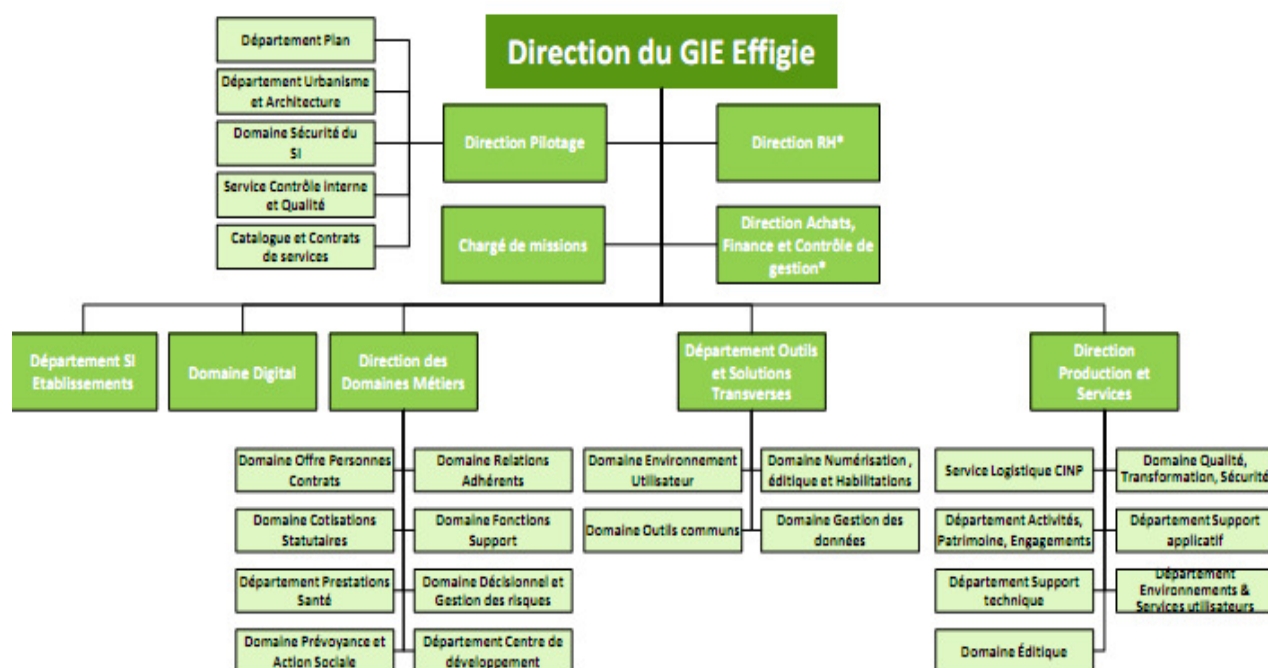 Direction du GIE Effigie
Département Plan
Département Urbanisme
et Architecture
Domaine Sécurité du
SI
Service Contrôle Interne
et Qualité
Catalogue et Contrats
de services
Direction Pilotage
Direction RH*
Chargé de missions
Direction Achats,
Finance et Contrôle de
gestion*
Département SI
Etablissements
Domaine Digital
Direction des
Domaines Métiers
Département Outils
et Solutions
Transverses
Direction
Production et
Services
Domaine Offre Personnes
Contrats
Domaine Relations
Adhérents
Domaine Cotisations
Statutaires
Domaine Fonctions
Support
Département Prestations
Santé
Domaine Décisionnel et
Gestion des risques
Domaine Prévoyance et
Action Sociale
Département Centre de
développement
Domaine Environnement
Utilisateur
Domaine Numérisation ,
éditique et Habilitations
Domaine Outils communs
Domaine Gestion des
données
Service Logistique CINP
Domaine Qualité,
Transformation, Sécurité
Département Activités,
Patrimoine, Engagements
Département Support
applicatif
Département Support
technique
Département
Environnements &
Services utilisateurs
Domaine Éditique